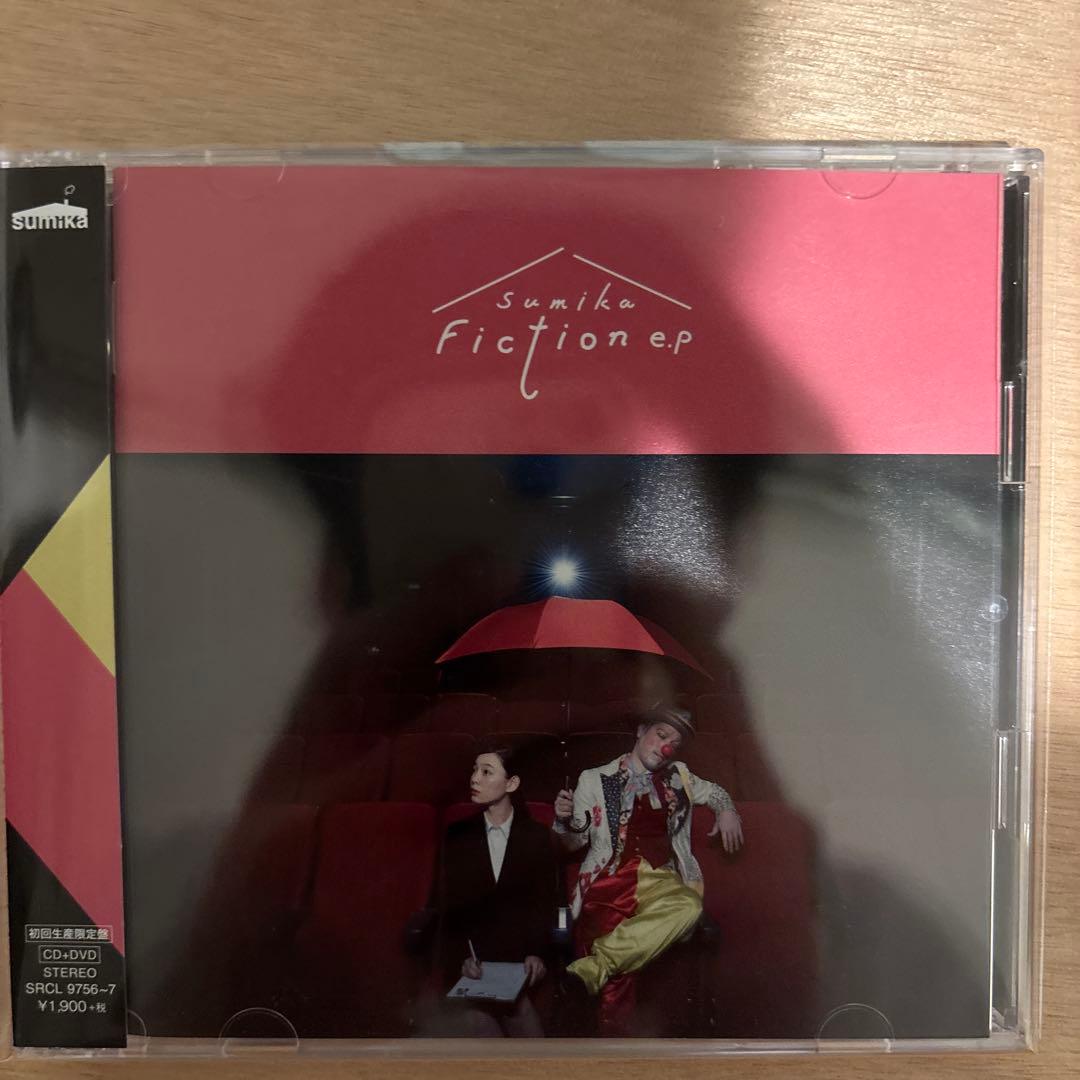 sumika
sumika
Fiction e.p
初回生産限定盤
CD+DVD
STEREO
SRCL 9756~7
¥1,900+税